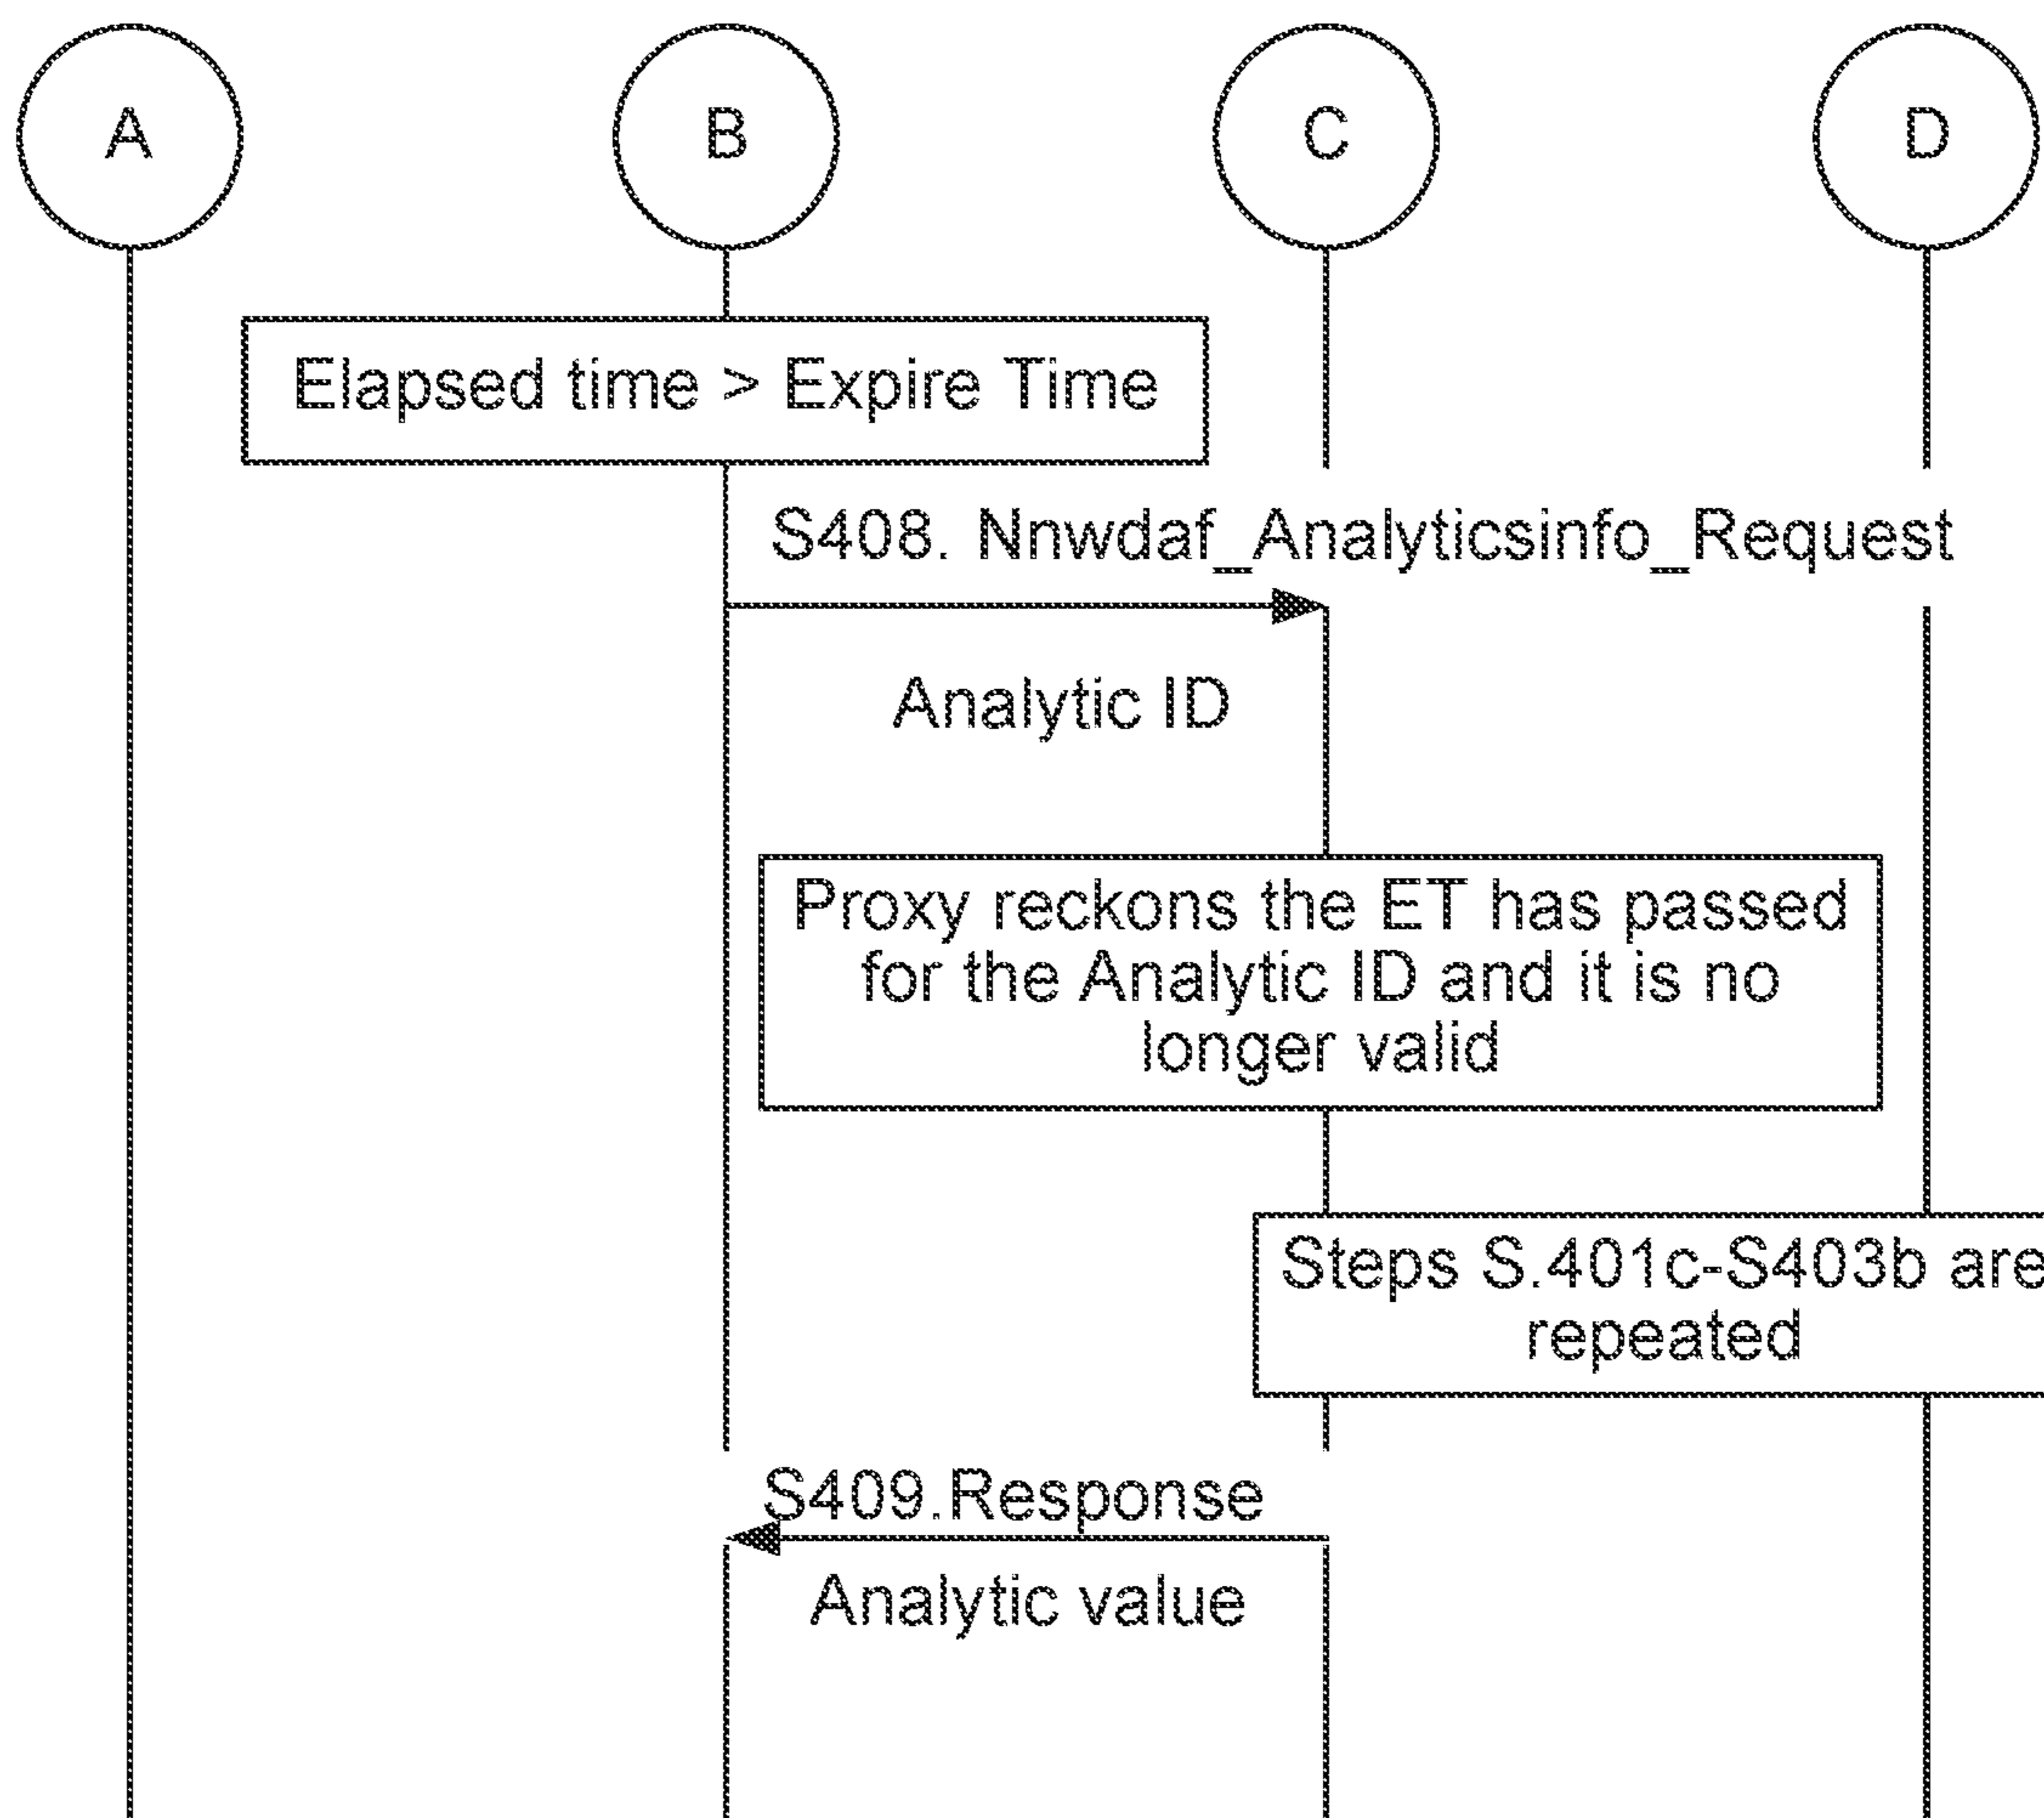 A
B
C
D
Elapsed time > Expire Time
S408. Nnwdaf_Analyticsinfo_Request
Analytic ID
Proxy reckons the ET has passed
for the Analytic ID and it is no
longer valid
Steps S.401c-S403b are
repeated
S409.Response
Analytic value